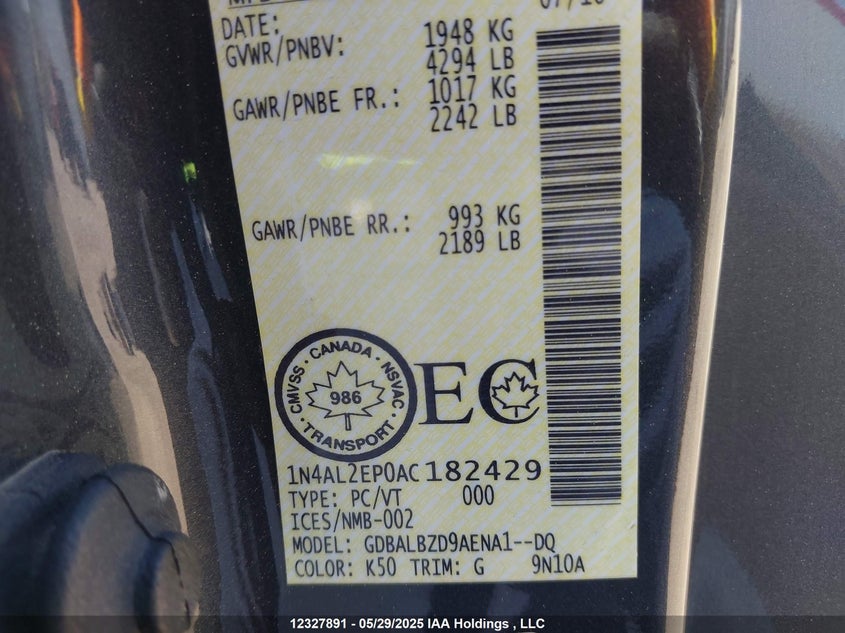 DATE: 07/10
GVWR/PNBV: 1948 KG
4294 LB
GAWR/PNBE FR.: 1017 KG
2242 LB
GAWR/PNBE RR.: 993 KG
2189 LB
CMVSS · CANADA · NSVAC · TRANSPORT ·
986
EC
1N4AL2EP0AC182429
TYPE: PC/VT 000
ICES/NMB-002
MODEL: GDBALBZD9AENA1--DQ
COLOR: K50 TRIM: G 9N10A
12327891 - 05/29/2025 IAA Holdings , LLC